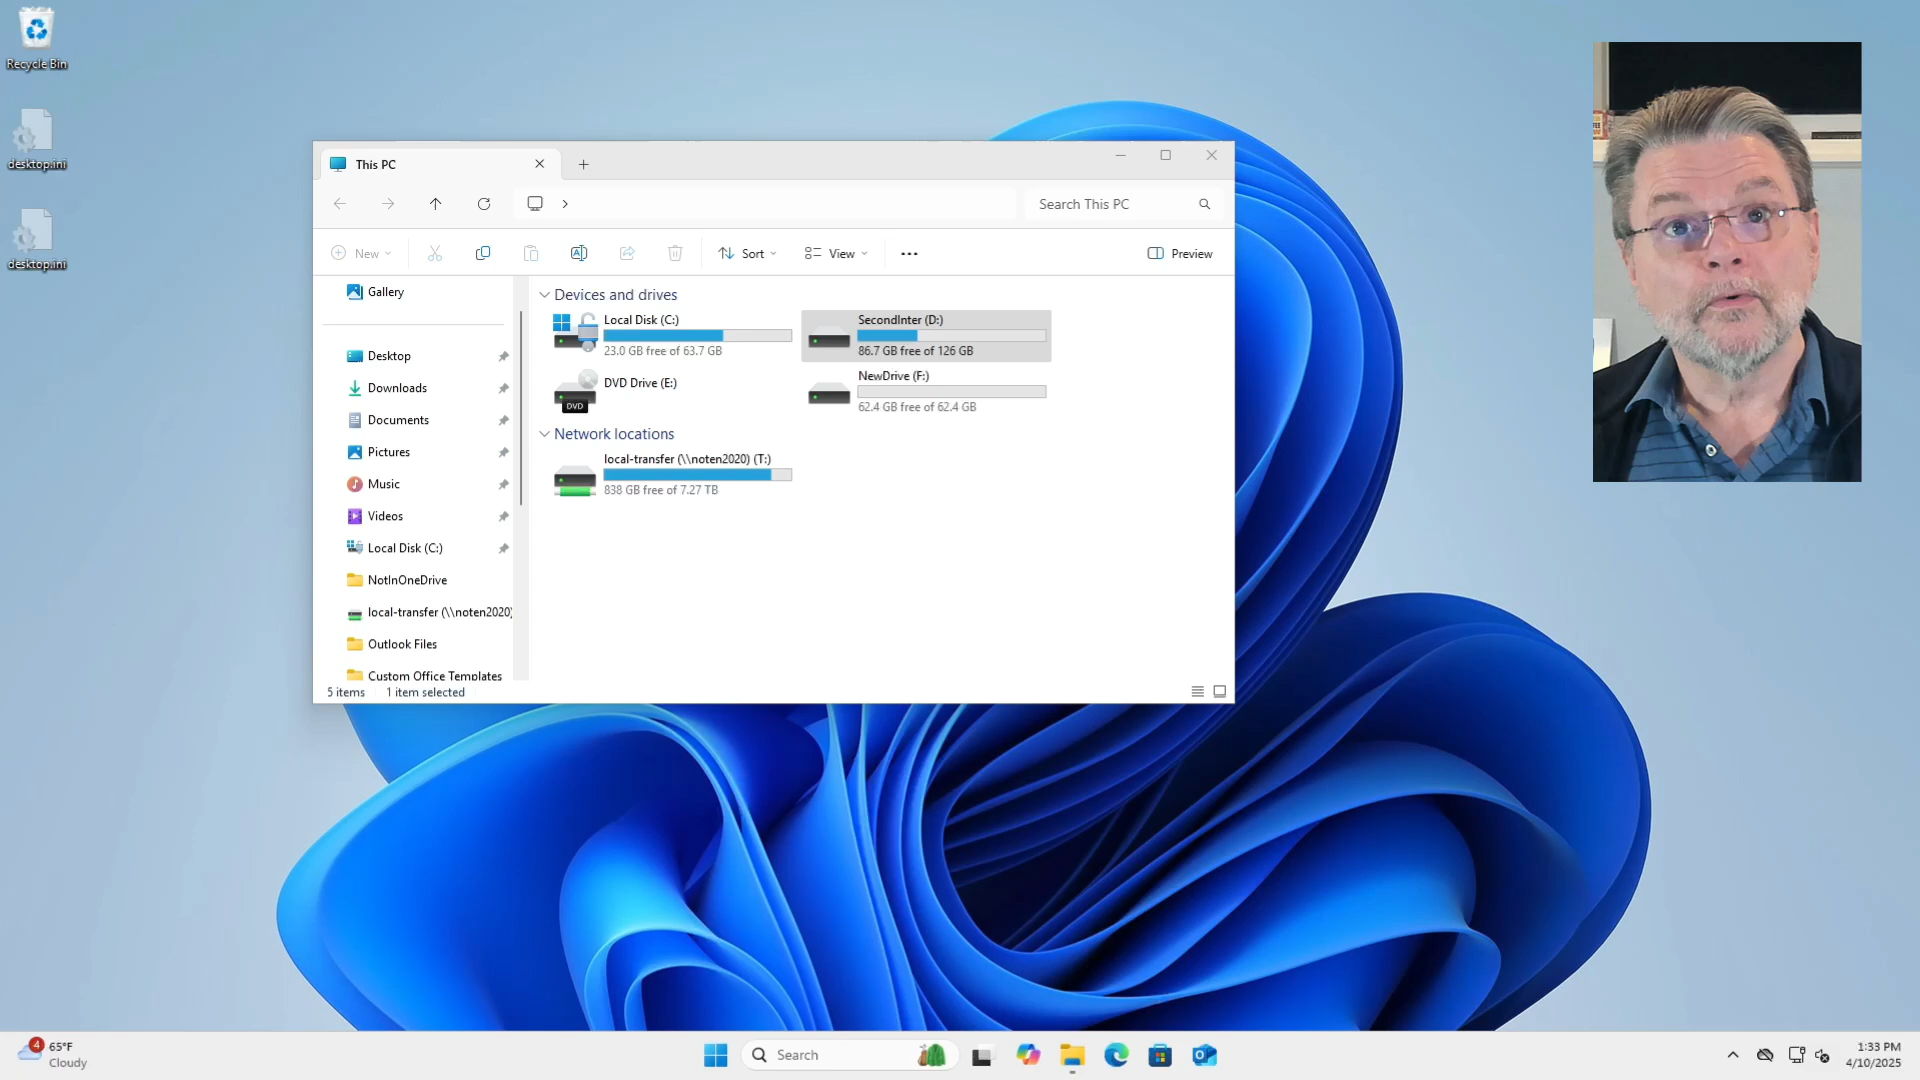 Recycle Bin
desktop.ini
desktop.ini
This PC
Search This PC
New
Sort
View
Preview
Gallery
Desktop
Downloads
Documents
Pictures
Music
Videos
Local Disk (C:)
NotInOneDrive
local-transfer (\\noten2020)
Outlook Files
Custom Office Templates
Devices and drives
Local Disk (C:)
23.0 GB free of 63.7 GB
SecondInter (D:)
86.7 GB free of 126 GB
DVD Drive (E:)
DVD
NewDrive (F:)
62.4 GB free of 62.4 GB
Network locations
local-transfer (\\noten2020) (T:)
838 GB free of 7.27 TB
5 items
1 item selected
4
65°F
Cloudy
Search
1:33 PM
4/10/2025